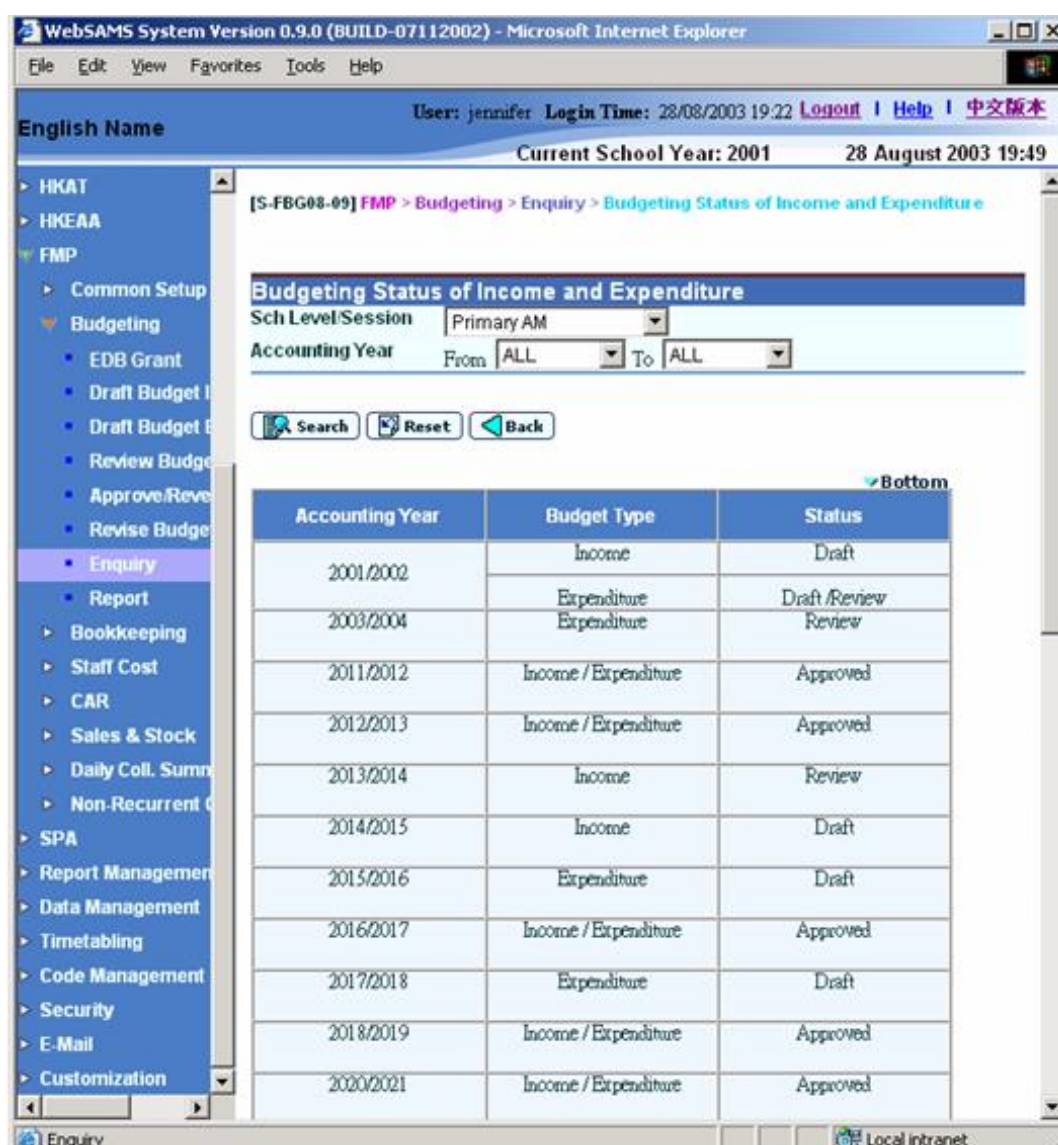 WebSAMS System Version 0.9.0 (BUILD-07112002) - Microsoft Internet Explorer
File Edit View Favorites Tools Help
English Name
User: jennifer Login Time: 28/08/2003 19:22 Logout | Help | 中文版本
Current School Year: 2001 28 August 2003 19:49
HKAT
HKEAA
FMP
Common Setup
Budgeting
EDB Grant
Draft Budget I
Draft Budget E
Review Budge
Approve/Reve
Revise Budge
Enquiry
Report
Bookkeeping
Staff Cost
CAR
Sales & Stock
Daily Coll. Summ
Non-Recurrent
SPA
Report Managemen
Data Management
Timetabling
Code Management
Security
E-Mail
Customization
[S-FBG08-09] FMP > Budgeting > Enquiry > Budgeting Status of Income and Expenditure
Budgeting Status of Income and Expenditure
Sch Level/Session Primary AM
Accounting Year From ALL To ALL
Search Reset Back
Bottom
Accounting Year Budget Type Status
2001/2002 Income Draft
Expenditure Draft /Review
2003/2004 Expenditure Review
2011/2012 Income / Expenditure Approved
2012/2013 Income / Expenditure Approved
2013/2014 Income Review
2014/2015 Income Draft
2015/2016 Expenditure Draft
2016/2017 Income / Expenditure Approved
2017/2018 Expenditure Draft
2018/2019 Income / Expenditure Approved
2020/2021 Income / Expenditure Approved
Enquiry Local intranet